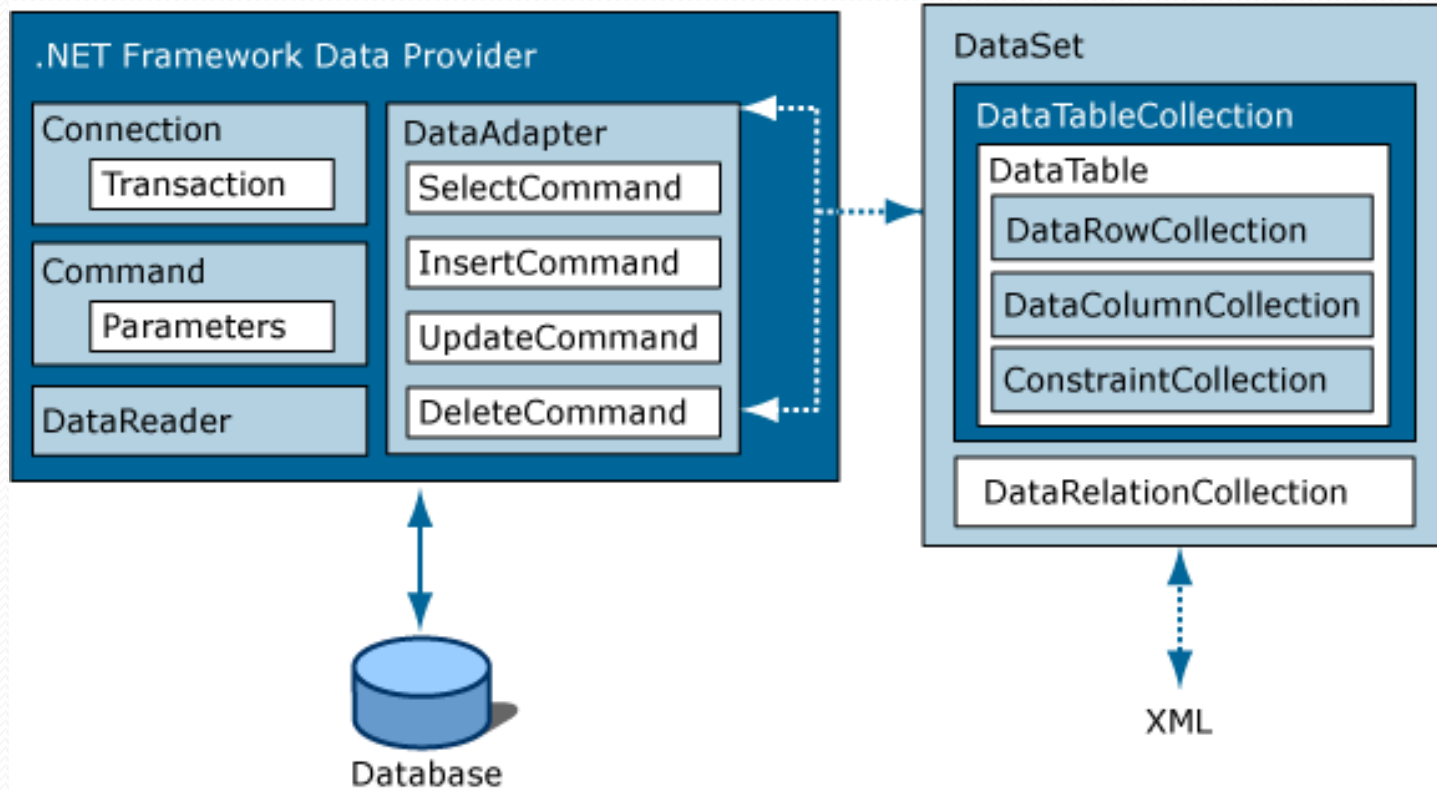 .NET Framework Data Provider
Connection
Transaction
Command
Parameters
DataReader
DataAdapter
SelectCommand
InsertCommand
UpdateCommand
DeleteCommand
Database
DataSet
DataTableCollection
DataTable
DataRowCollection
DataColumnCollection
ConstraintCollection
DataRelationCollection
XML